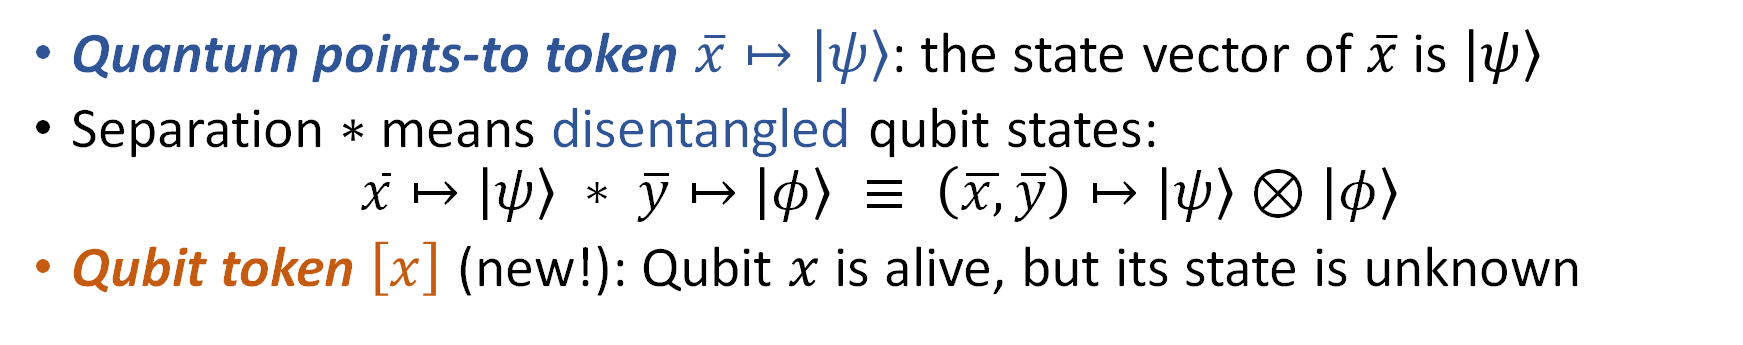 • Quantum points-to token x̄ ↦ |ψ⟩: the state vector of x̄ is |ψ⟩
• Separation ∗ means disentangled qubit states:
x̄ ↦ |ψ⟩ ∗ ȳ ↦ |ϕ⟩ ≡ (x̄, ȳ) ↦ |ψ⟩ ⊗ |ϕ⟩
• Qubit token [x] (new!): Qubit x is alive, but its state is unknown